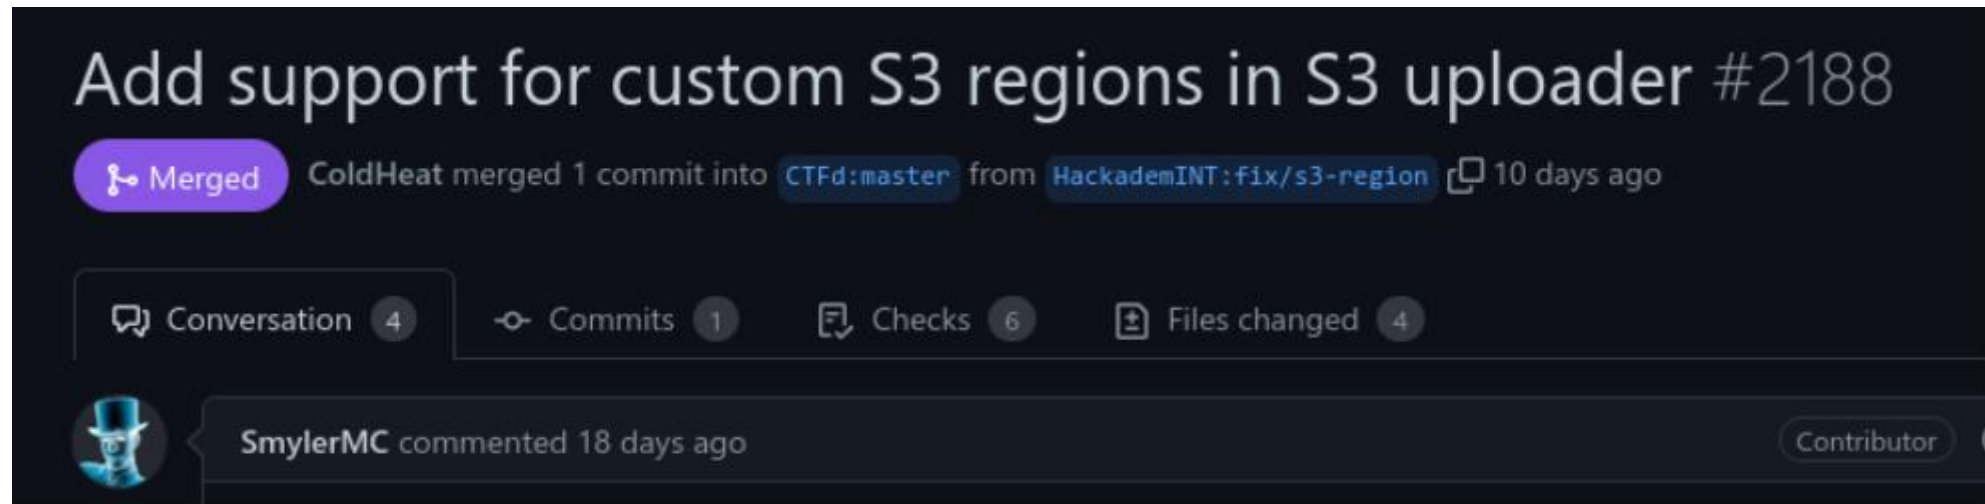 Add support for custom S3 regions in S3 uploader #2188
Merged ColdHeat merged 1 commit into CTFd:master from HackademINT:fix/s3-region 10 days ago
Conversation 4 Commits 1 Checks 6 Files changed 4
SmylerMC commented 18 days ago Contributor